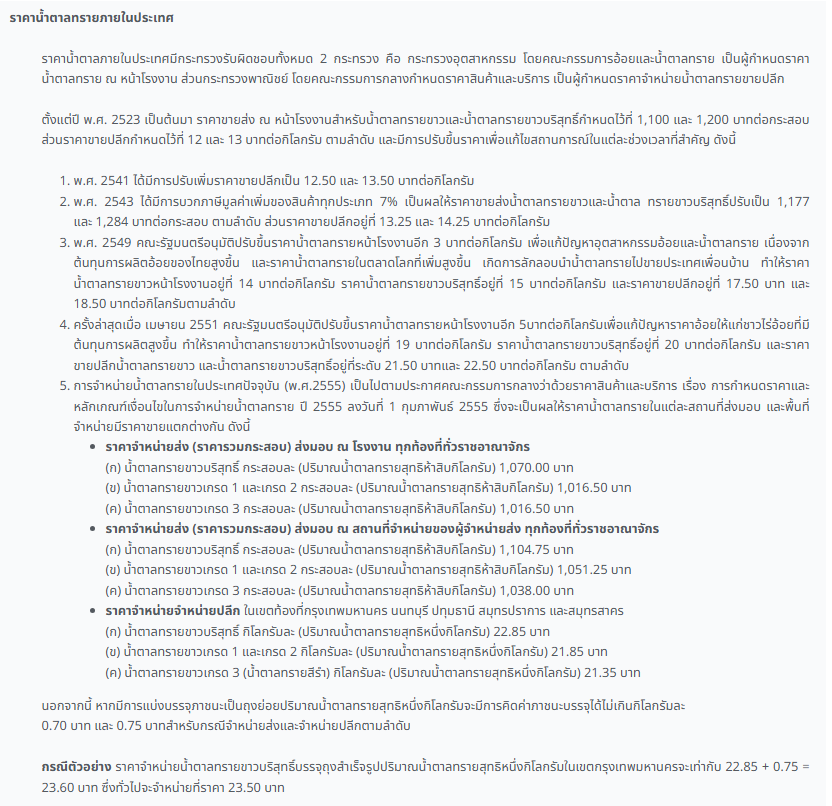 ราคาน้ำตาลทรายภายในประเทศ
ราคาน้ำตาลภายในประเทศมีกระทรวงรับผิดชอบทั้งหมด 2 กระทรวง คือ กระทรวงอุตสาหกรรม โดยคณะกรรมการอ้อยและน้ำตาลทราย เป็นผู้กำหนดราคา
น้ำตาลทราย ณ หน้าโรงงาน ส่วนกระทรวงพาณิชย์ โดยคณะกรรมการกลางกำหนดราคาสินค้าและบริการ เป็นผู้กำหนดราคาจำหน่ายน้ำตาลทรายขายปลีก
ตั้งแต่ปี พ.ศ. 2523 เป็นต้นมา ราคาขายส่ง ณ หน้าโรงงานสำหรับน้ำตาลทรายขาวและน้ำตาลทรายขาวบริสุทธิ์กำหนดไว้ที่ 1,100 และ 1,200 บาทต่อกระสอบ
ส่วนราคาขายปลีกกำหนดไว้ที่ 12 และ 13 บาทต่อกิโลกรัม ตามลำดับ และมีการปรับขึ้นราคาเพื่อแก้ไขสถานการณ์ในแต่ละช่วงเวลาที่สำคัญ ดังนี้
1. พ.ศ. 2541 ได้มีการปรับเพิ่มราคาขายปลีกเป็น 12.50 และ 13.50 บาทต่อกิโลกรัม
2. พ.ศ. 2543 ได้มีการบวกภาษีมูลค่าเพิ่มของสินค้าทุกประเภท 7% เป็นผลให้ราคาขายส่งน้ำตาลทรายขาวและน้ำตาล ทรายขาวบริสุทธิ์ปรับเป็น 1,177
และ 1,284 บาทต่อกระสอบ ตามลำดับ ส่วนราคาขายปลีกอยู่ที่ 13.25 และ 14.25 บาทต่อกิโลกรัม
3. พ.ศ. 2549 คณะรัฐมนตรีอนุมัติปรับขึ้นราคาน้ำตาลทรายหน้าโรงงานอีก 3 บาทต่อกิโลกรัม เพื่อแก้ปัญหาอุตสาหกรรมอ้อยและน้ำตาลทราย เนื่องจาก
ต้นทุนการผลิตอ้อยของไทยสูงขึ้น และราคาน้ำตาลทรายในตลาดโลกที่เพิ่มสูงขึ้น เกิดการลักลอบนำน้ำตาลทรายไปขายประเทศเพื่อนบ้าน ทำให้ราคา
น้ำตาลทรายขาวหน้าโรงงานอยู่ที่ 14 บาทต่อกิโลกรัม ราคาน้ำตาลทรายขาวบริสุทธิ์อยู่ที่ 15 บาทต่อกิโลกรัม และราคาขายปลีกอยู่ที่ 17.50 บาท และ
18.50 บาทต่อกิโลกรัมตามลำดับ
4. ครั้งล่าสุดเมื่อ เมษายน 2551 คณะรัฐมนตรีอนุมัติปรับขึ้นราคาน้ำตาลทรายหน้าโรงงานอีก 5บาทต่อกิโลกรัมเพื่อแก้ปัญหาราคาอ้อยให้แก่ชาวไร่อ้อยที่มี
ต้นทุนการผลิตสูงขึ้น ทำให้ราคาน้ำตาลทรายขาวหน้าโรงงานอยู่ที่ 19 บาทต่อกิโลกรัม ราคาน้ำตาลทรายขาวบริสุทธิ์อยู่ที่ 20 บาทต่อกิโลกรัม และราคา
ขายปลีกน้ำตาลทรายขาว และน้ำตาลทรายขาวบริสุทธิ์อยู่ที่ระดับ 21.50 บาทและ 22.50 บาทต่อกิโลกรัม ตามลำดับ
5. การจำหน่ายน้ำตาลทรายในประเทศปัจจุบัน (พ.ศ.2555) เป็นไปตามประกาศคณะกรรมการกลางว่าด้วยราคาสินค้าและบริการ เรื่อง การกำหนดราคาและ
หลักเกณฑ์เงื่อนไขในการจำหน่ายน้ำตาลทราย ปี 2555 ลงวันที่ 1 กุมภาพันธ์ 2555 ซึ่งจะเป็นผลให้ราคาน้ำตาลทรายในแต่ละสถานที่ส่งมอบ และพื้นที่
จำหน่ายมีราคาขายแตกต่างกัน ดังนี้
• ราคาจำหน่ายส่ง (ราคารวมกระสอบ) ส่งมอบ ณ โรงงาน ทุกท้องที่ทั่วราชอาณาจักร
(ก) น้ำตาลทรายขาวบริสุทธิ์ กระสอบละ (ปริมาณน้ำตาลทรายสุทธิห้าสิบกิโลกรัม) 1,070.00 บาท
(ข) น้ำตาลทรายขาวเกรด 1 และเกรด 2 กระสอบละ (ปริมาณน้ำตาลทรายสุทธิห้าสิบกิโลกรัม) 1,016.50 บาท
(ค) น้ำตาลทรายขาวเกรด 3 กระสอบละ (ปริมาณน้ำตาลทรายสุทธิห้าสิบกิโลกรัม) 1,016.50 บาท
• ราคาจำหน่ายส่ง (ราคารวมกระสอบ) ส่งมอบ ณ สถานที่จำหน่ายของผู้จำหน่ายส่ง ทุกท้องที่ทั่วราชอาณาจักร
(ก) น้ำตาลทรายขาวบริสุทธิ์ กระสอบละ (ปริมาณน้ำตาลทรายสุทธิห้าสิบกิโลกรัม) 1,104.75 บาท
(ข) น้ำตาลทรายขาวเกรด 1 และเกรด 2 กระสอบละ (ปริมาณน้ำตาลทรายสุทธิห้าสิบกิโลกรัม) 1,051.25 บาท
(ค) น้ำตาลทรายขาวเกรด 3 กระสอบละ (ปริมาณน้ำตาลทรายสุทธิห้าสิบกิโลกรัม) 1,038.00 บาท
• ราคาจำหน่ายจำหน่ายปลีก ในเขตท้องที่กรุงเทพมหานคร นนทบุรี ปทุมธานี สมุทรปราการ และสมุทรสาคร
(ก) น้ำตาลทรายขาวบริสุทธิ์ กิโลกรัมละ (ปริมาณน้ำตาลทรายสุทธิหนึ่งกิโลกรัม) 22.85 บาท
(ข) น้ำตาลทรายขาวเกรด 1 และเกรด 2 กิโลกรัมละ (ปริมาณน้ำตาลทรายสุทธิหนึ่งกิโลกรัม) 21.85 บาท
(ค) น้ำตาลทรายขาวเกรด 3 (น้ำตาลทรายสีรำ) กิโลกรัมละ (ปริมาณน้ำตาลทรายสุทธิหนึ่งกิโลกรัม) 21.35 บาท
นอกจากนี้ หากมีการแบ่งบรรจุภาชนะเป็นถุงย่อยปริมาณน้ำตาลทรายสุทธิหนึ่งกิโลกรัมจะมีการคิดค่าภาชนะบรรจุได้ไม่เกินกิโลกรัมละ
0.70 บาท และ 0.75 บาทสำหรับกรณีจำหน่ายส่งและจำหน่ายปลีกตามลำดับ
กรณีตัวอย่าง ราคาจำหน่ายน้ำตาลทรายขาวบริสุทธิ์บรรจุถุงสำเร็จรูปปริมาณน้ำตาลทรายสุทธิหนึ่งกิโลกรัมในเขตกรุงเทพมหานครจะเท่ากับ 22.85 + 0.75 =
23.60 บาท ซึ่งทั่วไปจะจำหน่ายที่ราคา 23.50 บาท